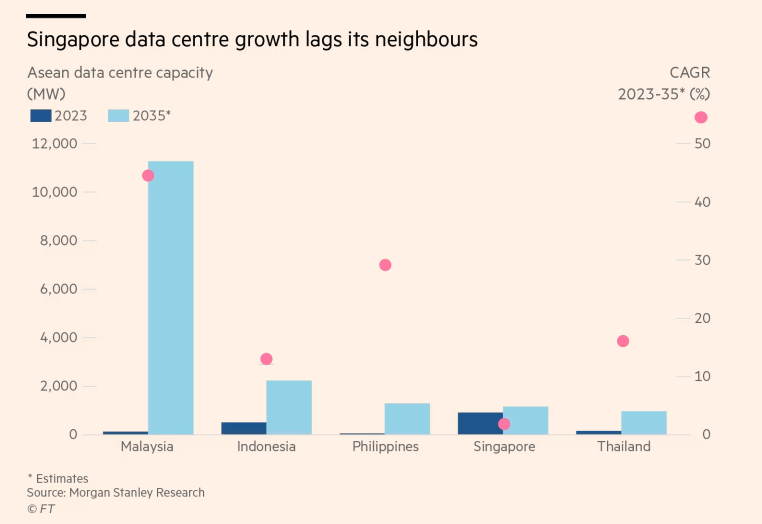 Singapore data centre growth lags its neighbours
Asean data centre capacity
(MW)
CAGR
2023-35* (%)
2023
2035*
12,000
10,000
8,000
6,000
4,000
2,000
0
50
40
30
20
10
0
Malaysia
Indonesia
Philippines
Singapore
Thailand
* Estimates
Source: Morgan Stanley Research
© FT